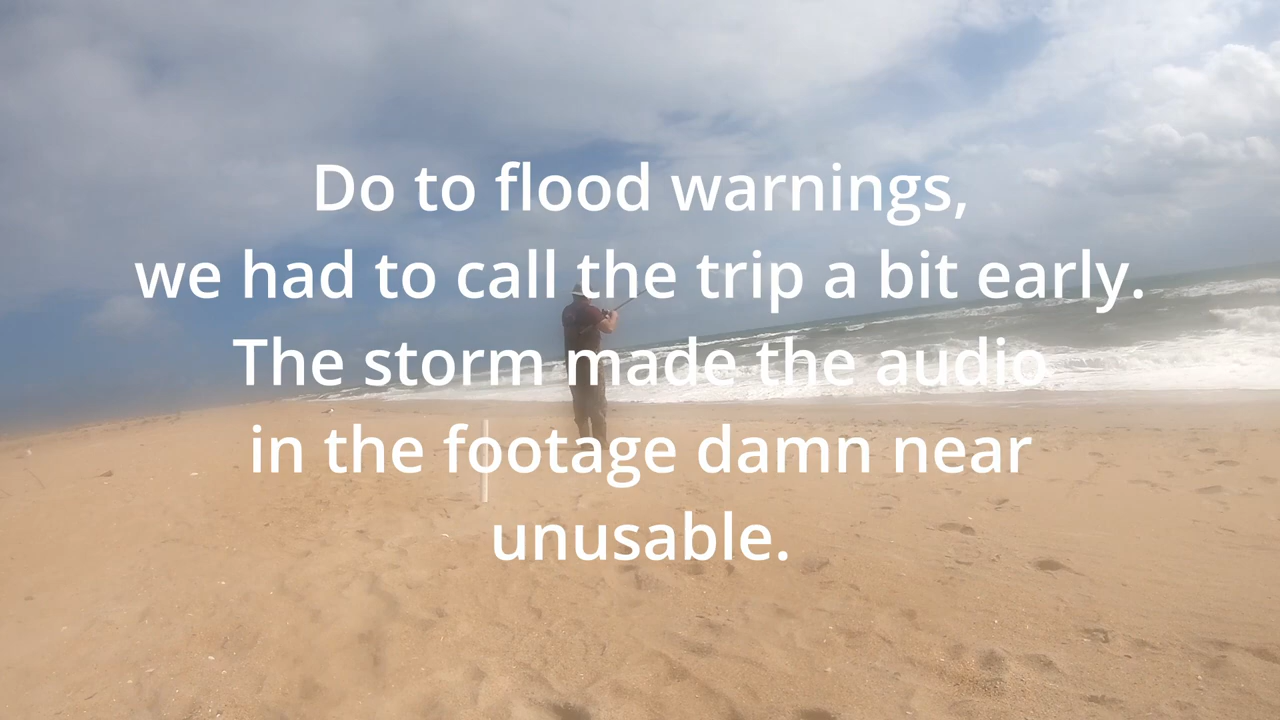 Do to flood warnings,
we had to call the trip a bit early.
The storm made the audio
in the footage damn near
unusable.